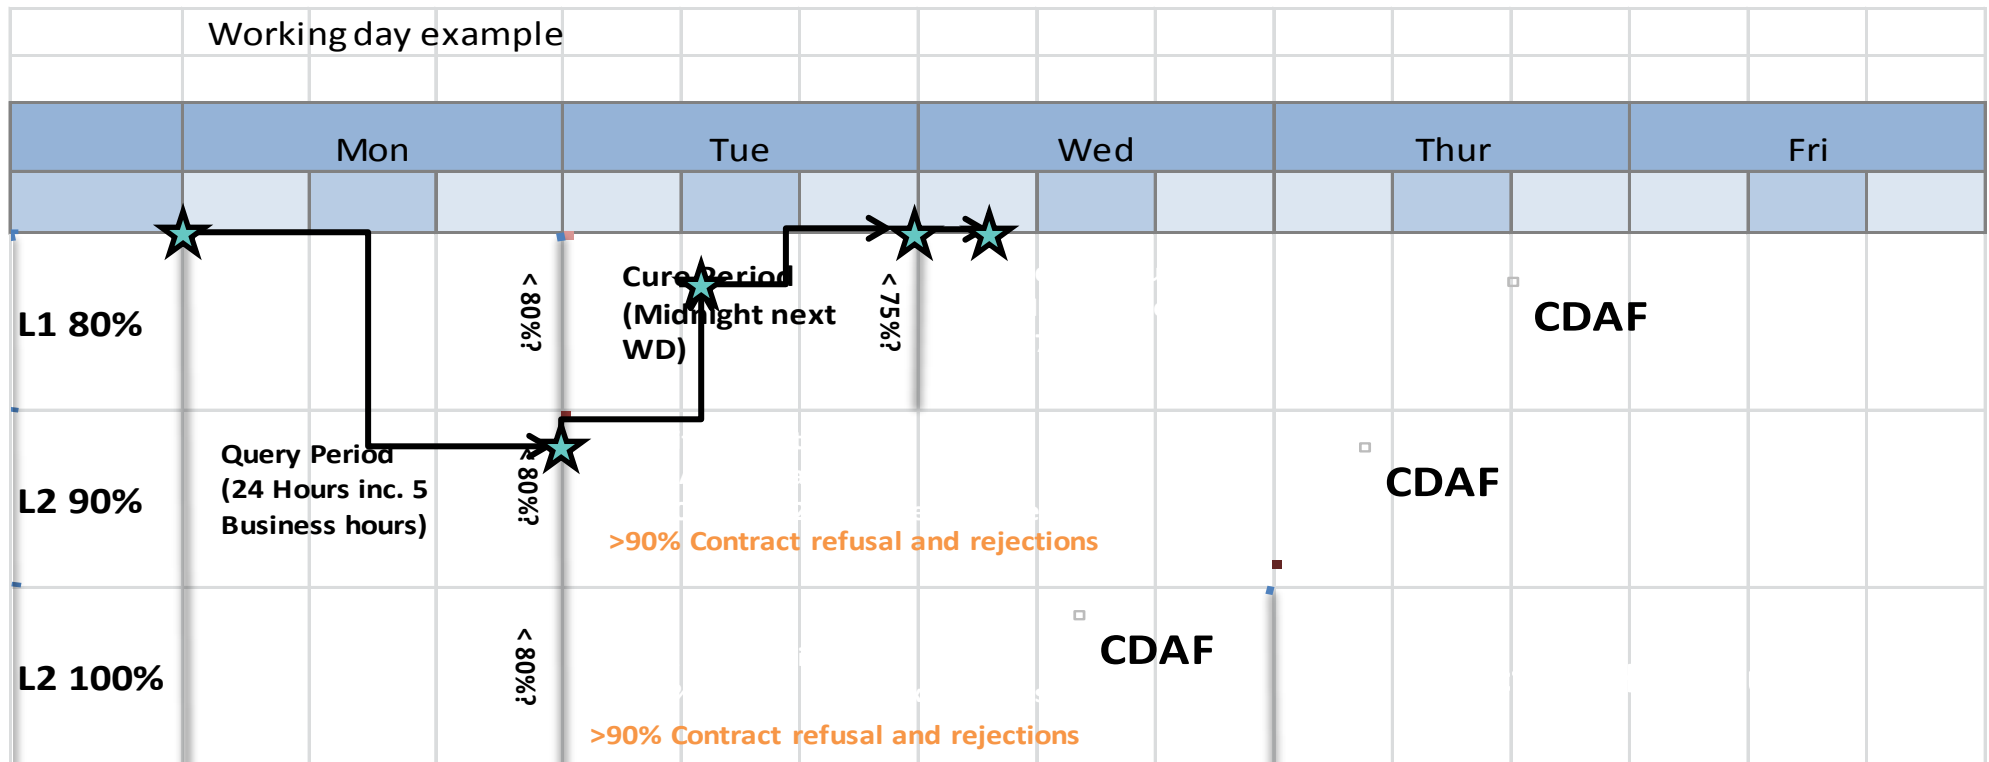 Working day example
Mon Tue Wed Thur Fri
L1 80%
<80%?
Cure Period
(Midnight next
WD)
<75%?
CDAF
L2 90%
Query Period
(24 Hours inc. 5
Business hours)
<80%?
CDAF
>90% Contract refusal and rejections
L2 100%
<80%?
CDAF
>90% Contract refusal and rejections